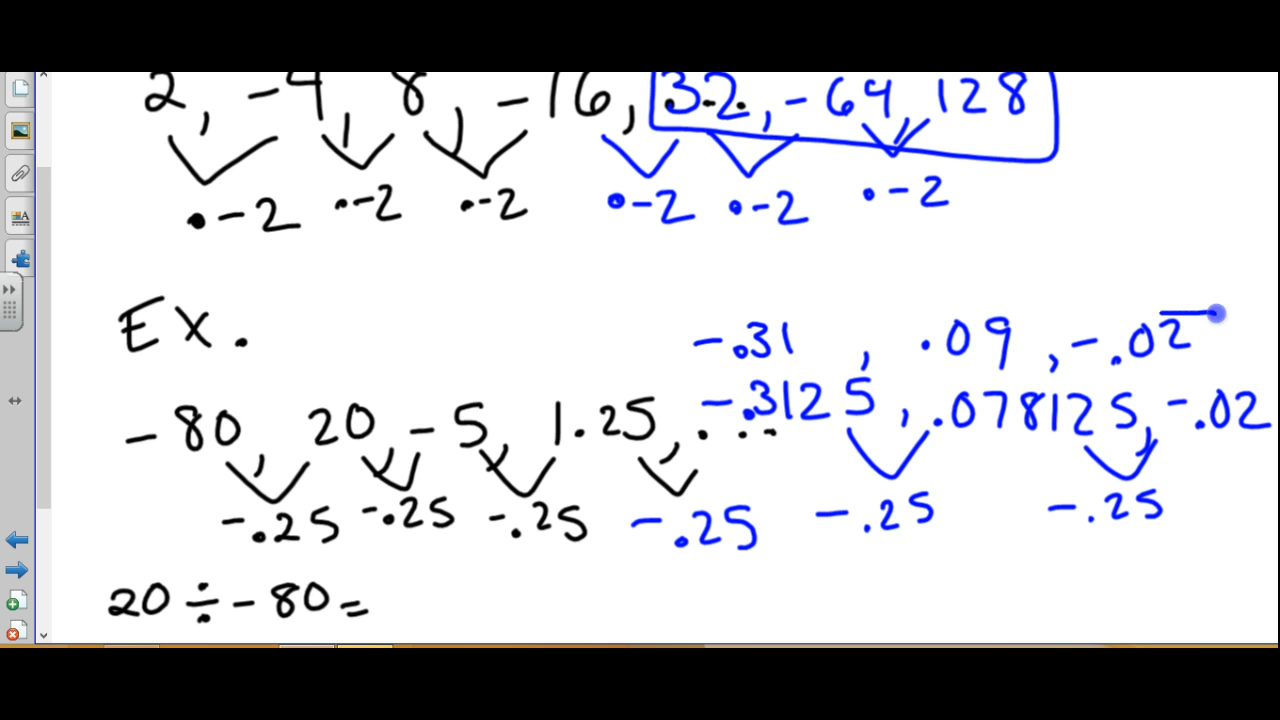 2, -4, 8, -16, 32, -64, 128
•-2 •-2 •-2 •-2 •-2 •-2
EX.
-.31, .09, -.02
-80, 20, -5, 1.25, ... -.3125, .078125, -.02
-.25 -.25 -.25 -.25 -.25 -.25
20 ÷ -80 =